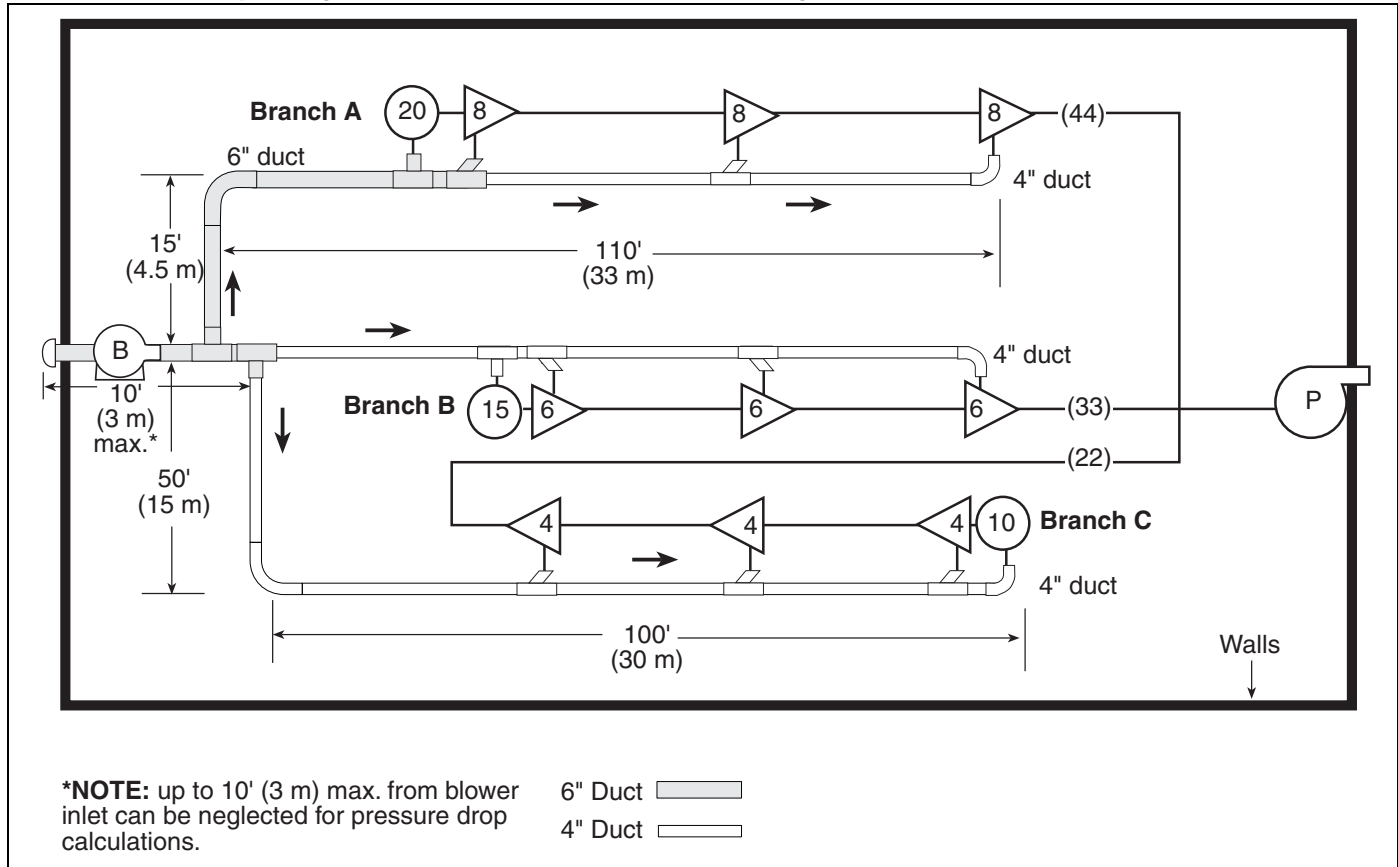 Branch A
20
8
8
8
(44)
6" duct
4" duct
15'
(4.5 m)
110'
(33 m)
B
4" duct
10'
(3 m)
max.*
Branch B
15
6
6
6
(33)
P
50'
(15 m)
(22)
4
4
4
10
Branch C
4" duct
100'
(30 m)
Walls
*NOTE: up to 10' (3 m) max. from blower
inlet can be neglected for pressure drop
calculations.
6" Duct
4" Duct